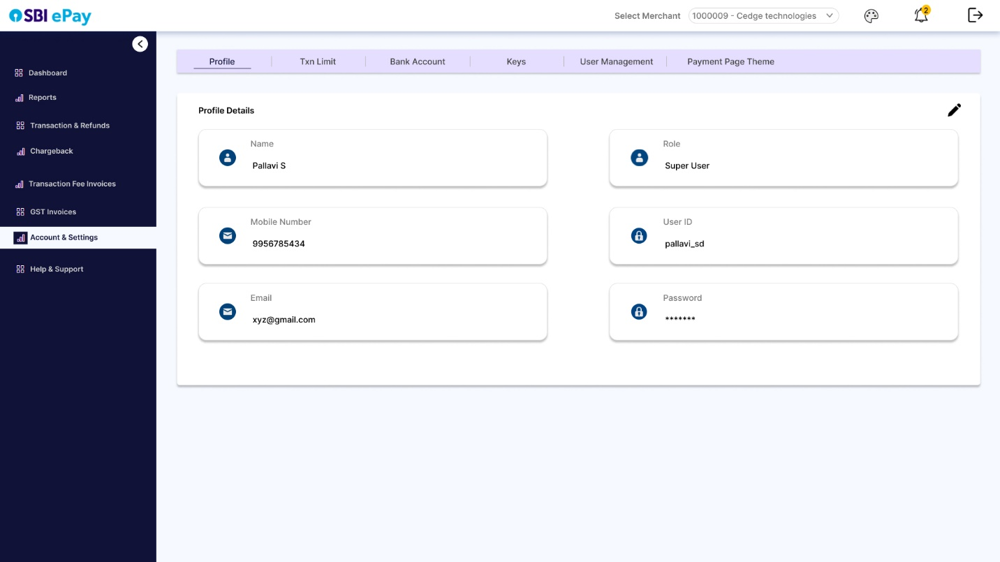 SBI ePay
Select Merchant 1000009 - Cedge technologies
2
Profile Txn Limit Bank Account Keys User Management Payment Page Theme
Dashboard
Reports
Transaction & Refunds
Chargeback
Transaction Fee Invoices
GST Invoices
Account & Settings
Help & Support
Profile Details
Name
Pallavi S
Role
Super User
Mobile Number
9956785434
User ID
pallavi_sd
Email
xyz@gmail.com
Password
*******